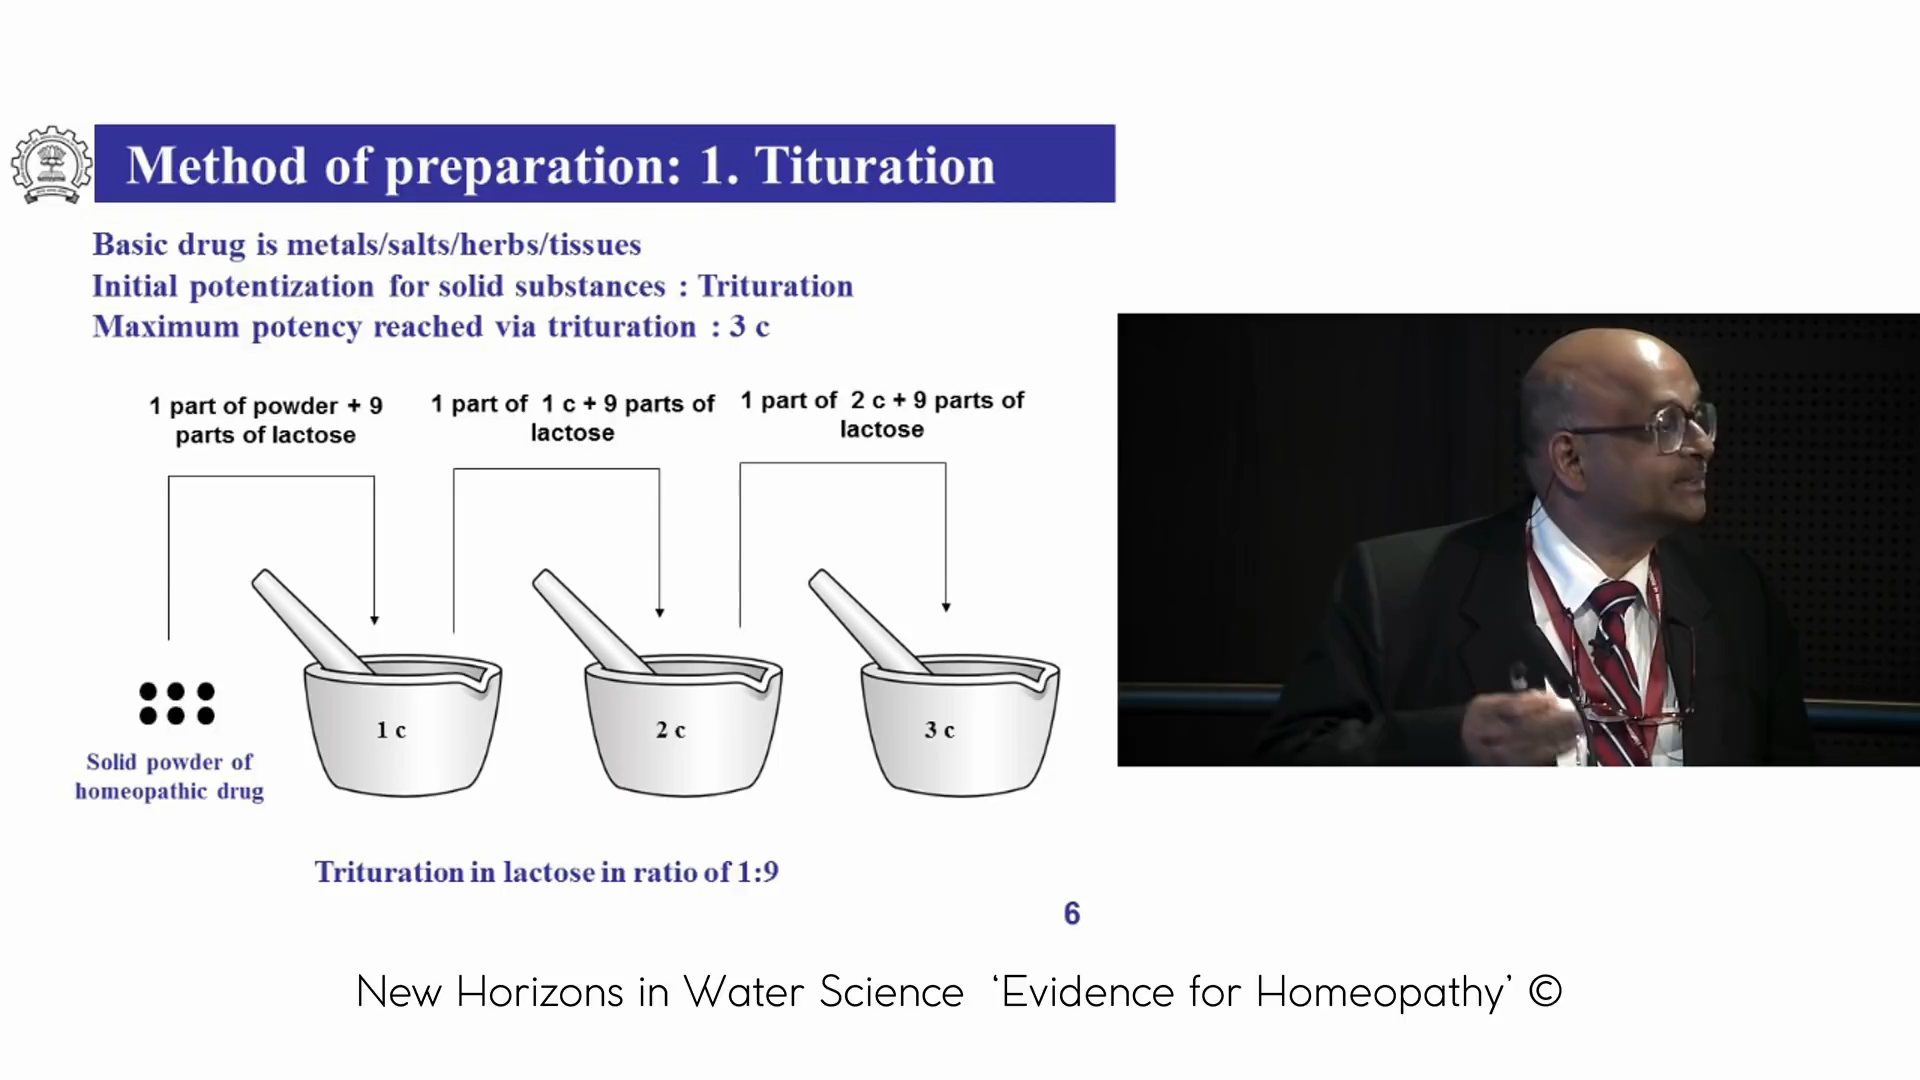 Method of preparation: 1. Tituration
Basic drug is metals/salts/herbs/tissues
Initial potentization for solid substances : Trituration
Maximum potency reached via trituration : 3 c
1 part of powder + 9
parts of lactose
1 part of 1 c + 9 parts of
lactose
1 part of 2 c + 9 parts of
lactose
1 c
2 c
3 c
Solid powder of
homeopathic drug
Trituration in lactose in ratio of 1:9
6
New Horizons in Water Science ‘Evidence for Homeopathy’ ©